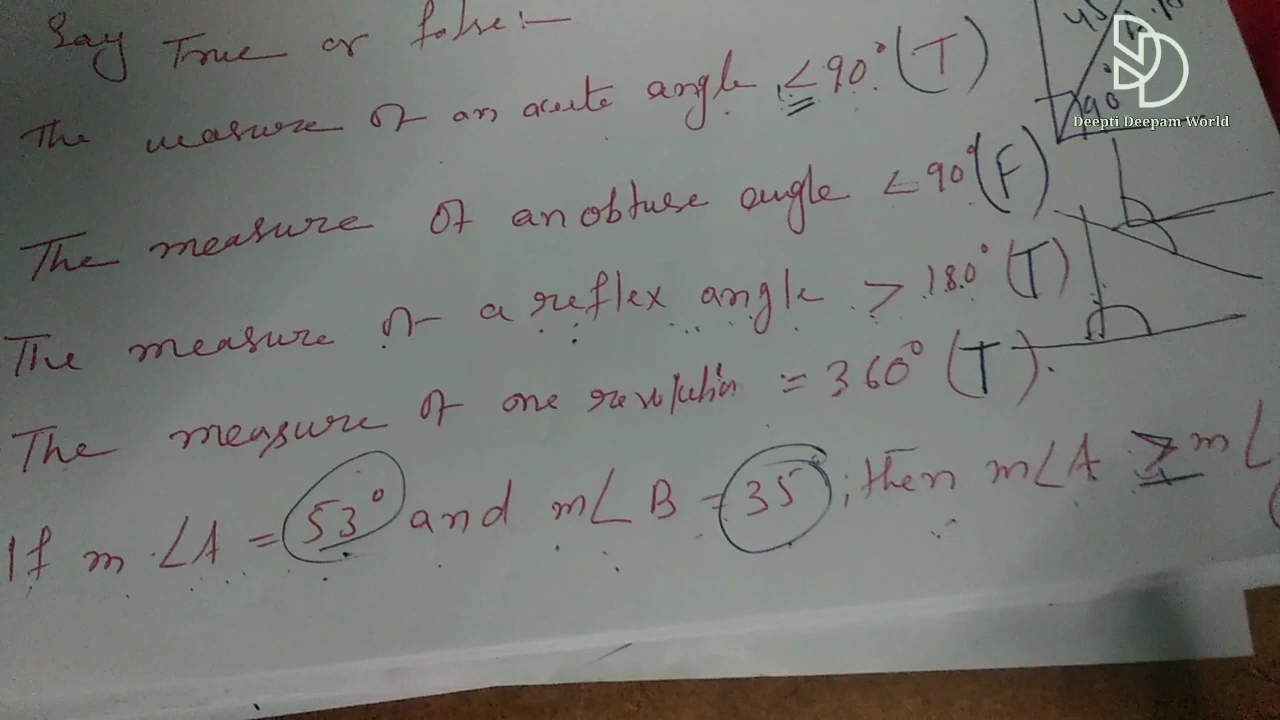 Say True or false:-
The measure of an acute angle < 90° (T)
The measure of an obtuse angle < 90° (F)
The measure of a reflex angle > 180° (T)
The measure of one revolution = 360° (T).
If m ∠A = 53° and m∠B = 35°, then m∠A > m∠
90°
Deepti Deepam World